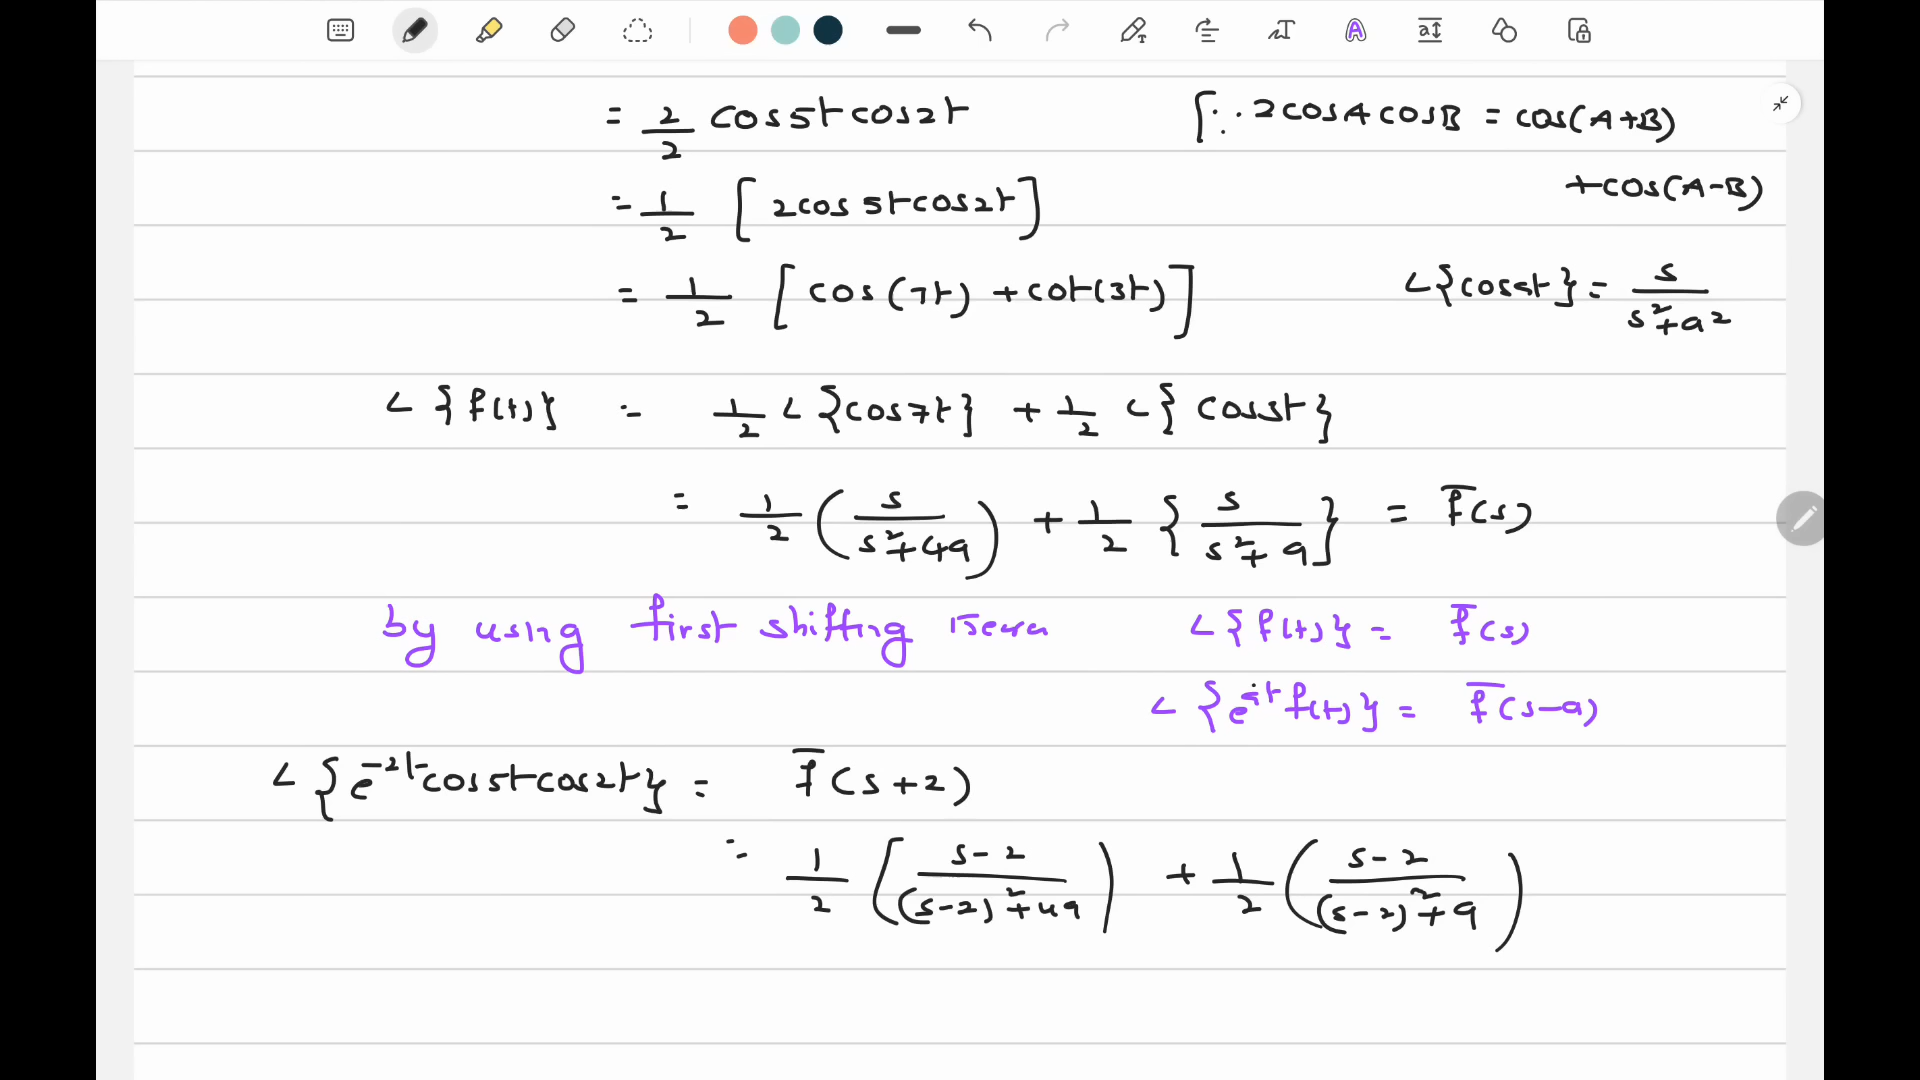 = 2/2 cos5t cos2t [∵ 2cosA cosB = cos(A+B)
+cos(A-B)
= 1/2 [2cos5t cos2t]
= 1/2 [cos(7t) + cot(3t)] L{cosat} = s/(s²+a²)
L{f(t)} = 1/2 L{cos7t} + 1/2 L{cos3t}
= 1/2 (s/(s²+49)) + 1/2 {s/(s²+9)} = f̅(s)
by using first shifting L{f(t)} = f̅(s)
L{e^at f(t)} = f̅(s-a)
L{e^-2t cos5t cos2t} = f̅(s+2)
= 1/2 ((s-2)/((s-2)²+49)) + 1/2 ((s-2)/((s-2)²+9))